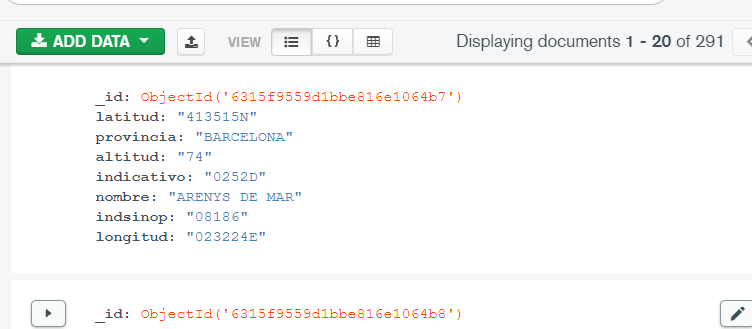 ADD DATA VIEW {} Displaying documents 1 - 20 of 291
_id: ObjectId('6315f9559d1bbe816e1064b7')
latitud: "413515N"
provincia: "BARCELONA"
altitud: "74"
indicativo: "0252D"
nombre: "ARENYS DE MAR"
indsinop: "08186"
longitud: "023224E"
_id: ObjectId('6315f9559d1bbe816e1064b8')